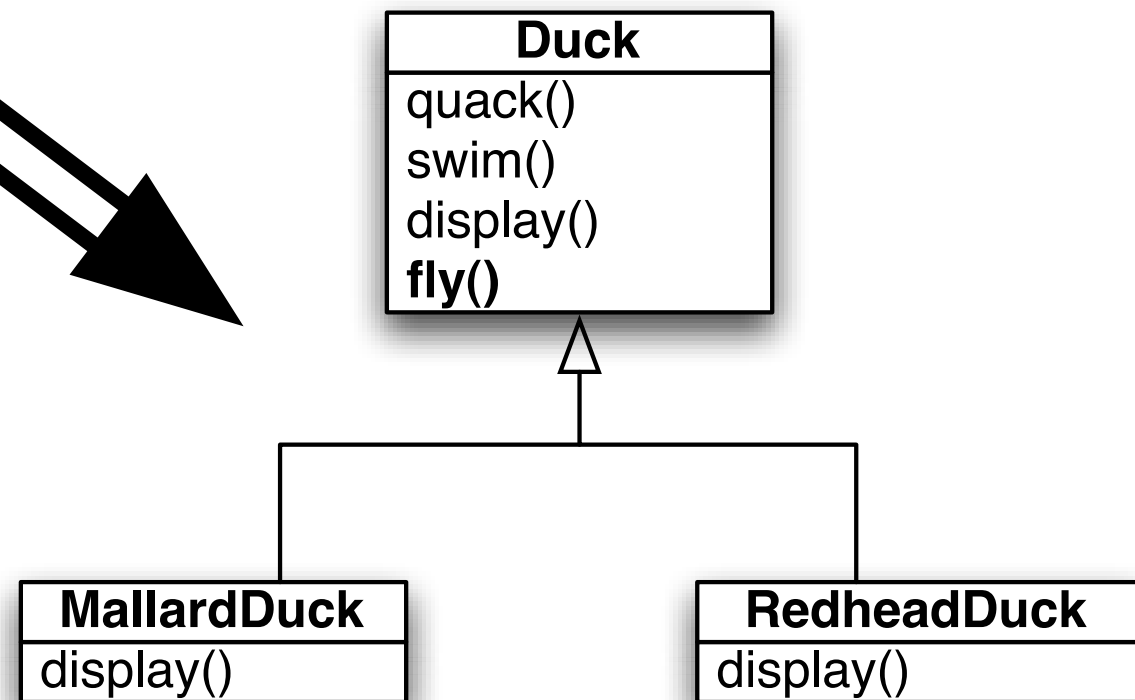 Duck
quack()
swim()
display()
fly()
MallardDuck
display()
RedheadDuck
display()